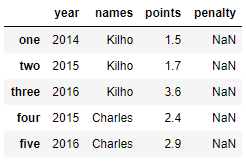 year names points penalty
one 2014 Kilho 1.5 NaN
two 2015 Kilho 1.7 NaN
three 2016 Kilho 3.6 NaN
four 2015 Charles 2.4 NaN
five 2016 Charles 2.9 NaN